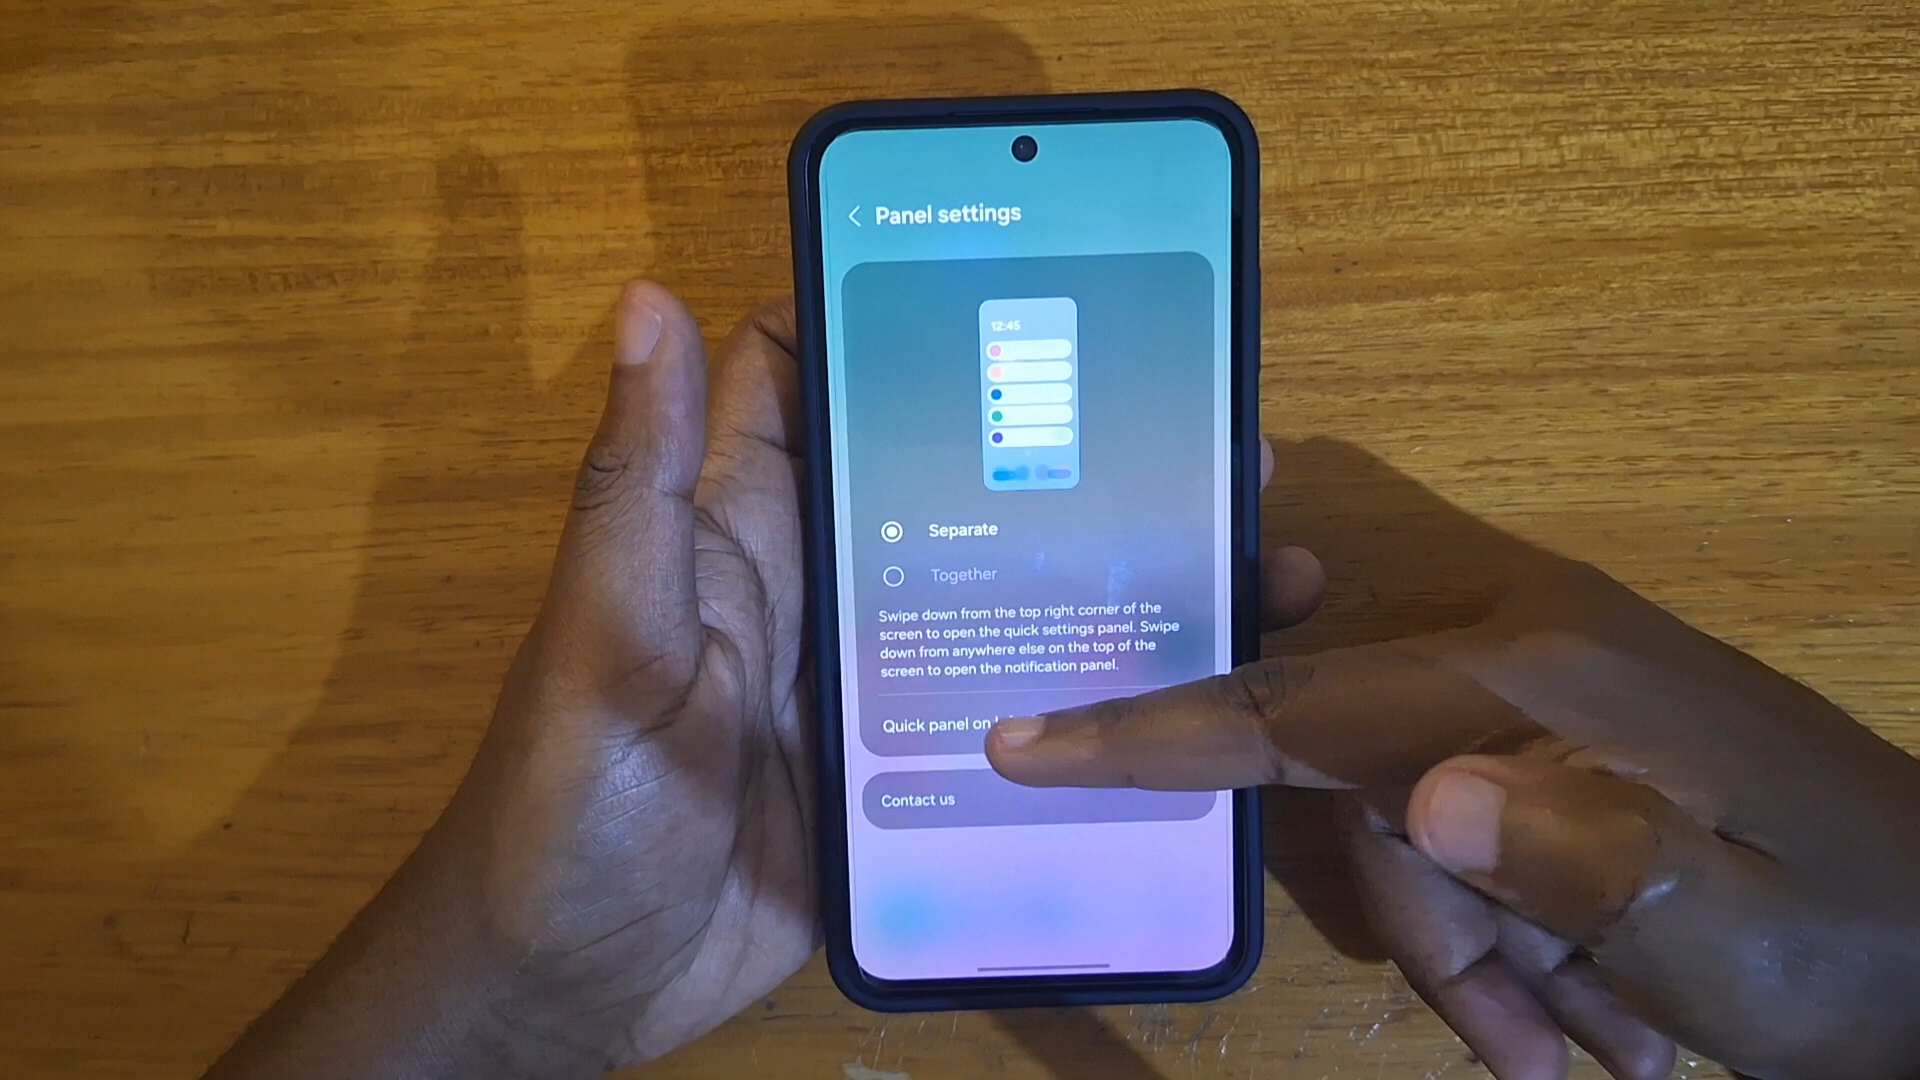 Panel settings
12:45
Separate
Together
Swipe down from the top right corner of the
screen to open the quick settings panel. Swipe
down from anywhere else on the top of the
screen to open the notification panel.
Quick panel on
Contact us